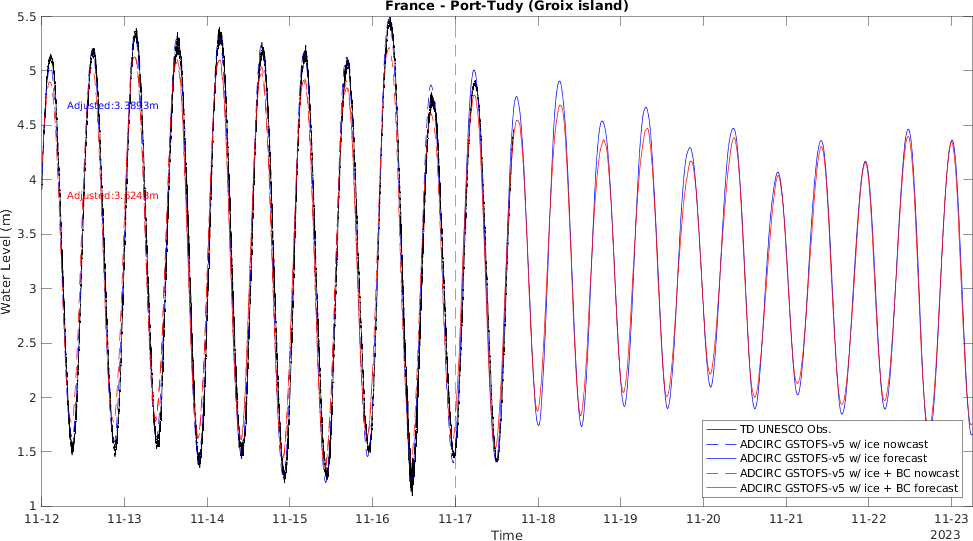 France - Port-Tudy (Groix island)
5.5
5
4.5
4
3.5
3
2.5
2
1.5
1
Water Level (m)
Adjusted:3.3893m
Adjusted:3.6243m
TD UNESCO Obs.
ADCIRC GSTOFS-v5 w/ ice nowcast
ADCIRC GSTOFS-v5 w/ ice forecast
ADCIRC GSTOFS-v5 w/ ice + BC nowcast
ADCIRC GSTOFS-v5 w/ ice + BC forecast
11-12 11-13 11-14 11-15 11-16 11-17 11-18 11-19 11-20 11-21 11-22 11-23
Time
2023